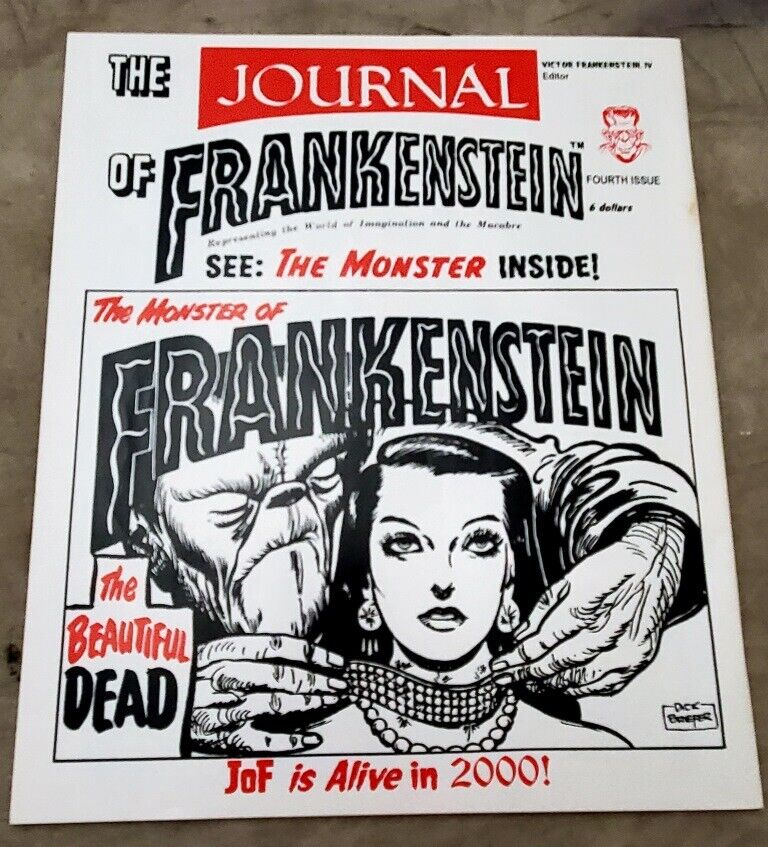 THE JOURNAL
VICTOR FRANKENSTEIN IV
Editor
OF FRANKENSTEIN™
FOURTH ISSUE
6 dollars
Representing the World of Imagination and the Macabre
SEE: THE MONSTER INSIDE!
The MONSTER OF
FRANKENSTEIN
The
BEAUTIFUL
DEAD
DICK
BRIEFER
JoF is Alive in 2000!